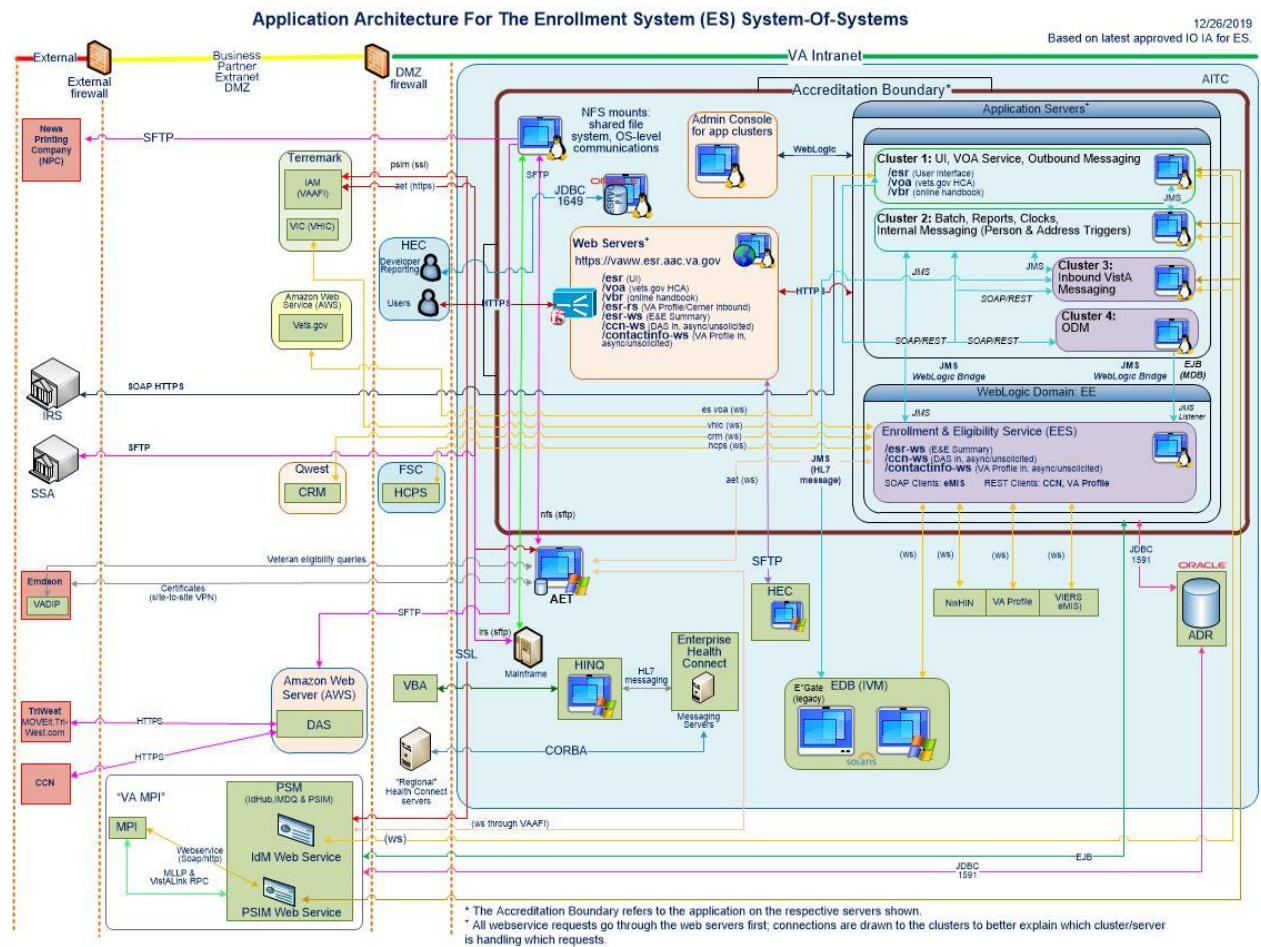 Application Architecture For The Enrollment System (ES) System-Of-Systems
12/26/2019
Based on latest approved IO IA for ES.
External
External
firewall
Business
Partner
Extranet
DMZ
DMZ
firewall
VA Intranet
AITC
Accreditation Boundary*
News
Printing
Company
(NPC)
SFTP
Terremark
IAM
(VAAFI)
VIC (VHIC)
psim (ssl)
aet (https)
NFS mounts:
shared file
system, OS-level
communications
SFTP
JDBC
1649
Admin Console
for app clusters
WebLogic
Application Servers⁺
Cluster 1: UI, VOA Service, Outbound Messaging
/esr (User Interface)
/voa (vets.gov HCA)
/vbr (online handbook)
JMS
Cluster 2: Batch, Reports, Clocks,
Internal Messaging (Person & Address Triggers)
JMS
JMS
Cluster 3:
Inbound VistA
Messaging
SOAP/REST
Cluster 4:
ODM
SOAP/REST
SOAP/REST
JMS
WebLogic Bridge
JMS
WebLogic Bridge
EJB
(MDB)
HEC
Developer
Reporting
Users
HTTPS
Web Servers⁺
https://vaww.esr.aac.va.gov
/esr (UI)
/voa (vets.gov HCA)
/vbr (online handbook)
/esr-rs (VA Profile/Cerner Inbound)
/esr-ws (E&E Summary)
/ccn-ws (DAS in, async/unsolicited)
/contactinfo-ws (VA Profile in,
async/unsolicited)
HTTPS
Amazon Web
Service (AWS)
Vets.gov
IRS
SOAP HTTPS
SSA
SFTP
es voa (ws)
vhic (ws)
crm (ws)
hcps (ws)
WebLogic Domain: EE
JMS
JMS
Listener
Enrollment & Eligibility Service (EES)
/esr-ws (E&E Summary)
/ccn-ws (DAS in, async/unsolicited)
/contactinfo-ws (VA Profile in, async/unsolicited)
SOAP Clients: eMIS
REST Clients: CCN, VA Profile
Qwest
CRM
FSC
HCPS
JMS
(HL7
message)
aet (ws)
nfs (sftp)
Veteran eligibility queries
Certificates
(site-to-site VPN)
Emdeon
VADIP
AET
SFTP
irs (sftp)
SSL
Mainframe
SFTP
HEC
(ws)
(ws)
(ws)
(ws)
NwHIN
VA Profile
VIERS
eMIS)
JDBC
1591
ORACLE
ADR
Amazon Web
Server (AWS)
DAS
VBA
HINQ
HL7
messaging
Enterprise
Health
Connect
Messaging
Servers
CORBA
"Regional"
Health Connect
servers
E*Gate
(legacy)
EDB (IVM)
solaris
TriWest
MOVEit.Tri-
West.com
HTTPS
HTTPS
CCN
"VA MPI"
MPI
PSM
(IdHub,IMDQ & PSIM)
IdM Web Service
Webservice
(Soap/http)
MLLP &
VistALink RPC
PSIM Web Service
(ws through VAAFI)
(ws)
EJB
JDBC
1591
* The Accreditation Boundary refers to the application on the respective servers shown.
⁺ All webservice requests go through the web servers first; connections are drawn to the clusters to better explain which cluster/server
is handling which requests.